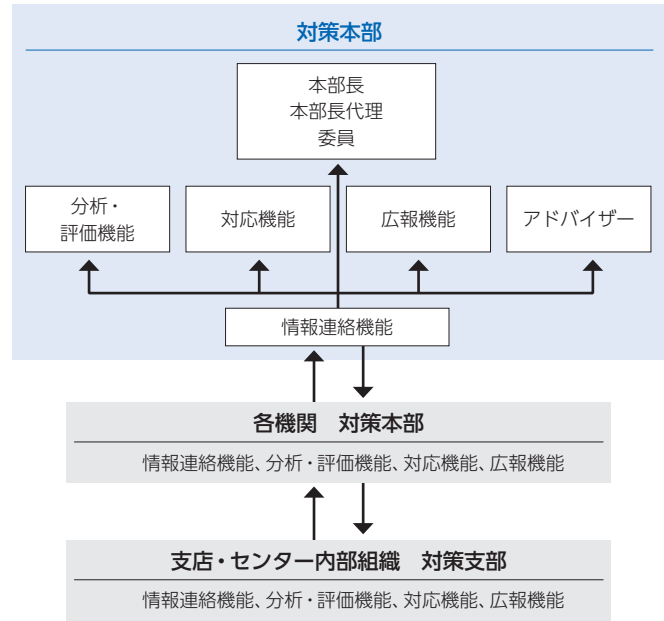 対策本部
本部長
本部長代理
委員
分析・
評価機能
対応機能
広報機能
アドバイザー
情報連絡機能
各機関　対策本部
情報連絡機能、分析・評価機能、対応機能、広報機能
支店・センター内部組織　対策支部
情報連絡機能、分析・評価機能、対応機能、広報機能